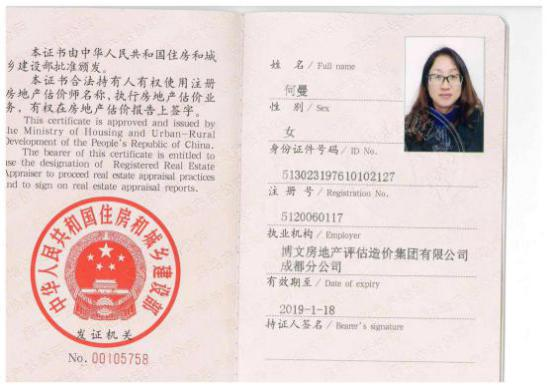 本证书由中华人民共和国住房和城
乡建设部批准颁发。
本证书合法持有人有权使用注册
房地产估价师名称,执行房地产估价业
务,有权在房地产估价报告上签字。
This certificate is approved and issued by
the Ministry of Housing and Urban-Rural
Development of the People's Republic of China.
The bearer of this certificate is entitled to
use the designation of Registered Real Estate
Appraiser to proceed real estate appraisal practices
and to sign on real estate appraisal reports.
中华人民共和国住房和城乡建设部
发证机关
No. 00105758
姓 名 / Full name
何曼
性 别 / Sex
女
身份证件号码 / ID No.
513023197610102127
注 册 号 / Registration No.
5120060117
执业机构 / Employer
博文房地产评估造价集团有限公司
成都分公司
有效期至 / Date of expiry
2019-1-18
持证人签名 / Bearer's signature